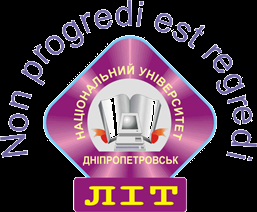 Non progredi est regredi
НАЦІОНАЛЬНИЙ УНІВЕРСИТЕТ
ДНІПРОПЕТРОВСЬК
ЛІТ